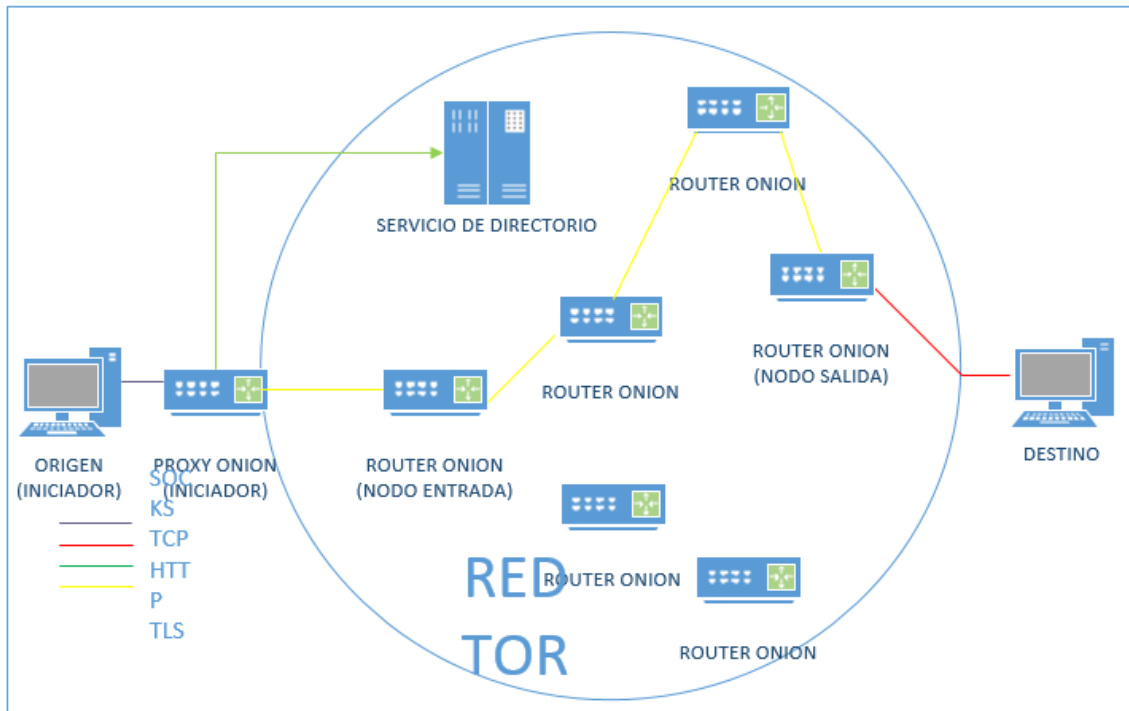 SERVICIO DE DIRECTORIO
ROUTER ONION
ROUTER ONION
(NODO SALIDA)
ROUTER ONION
ORIGEN
(INICIADOR)
PROXY ONION
(INICIADOR)
ROUTER ONION
(NODO ENTRADA)
DESTINO
SOC
KS
TCP
HTT
P
TLS
RED
TOR
ROUTER ONION
ROUTER ONION